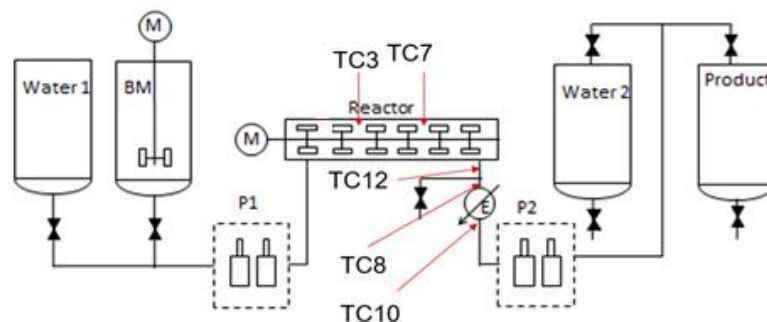 M
TC3 TC7
Water 1
BM
Reactor
Water 2
Product
M
TC12
P1
E
P2
TC8
TC10